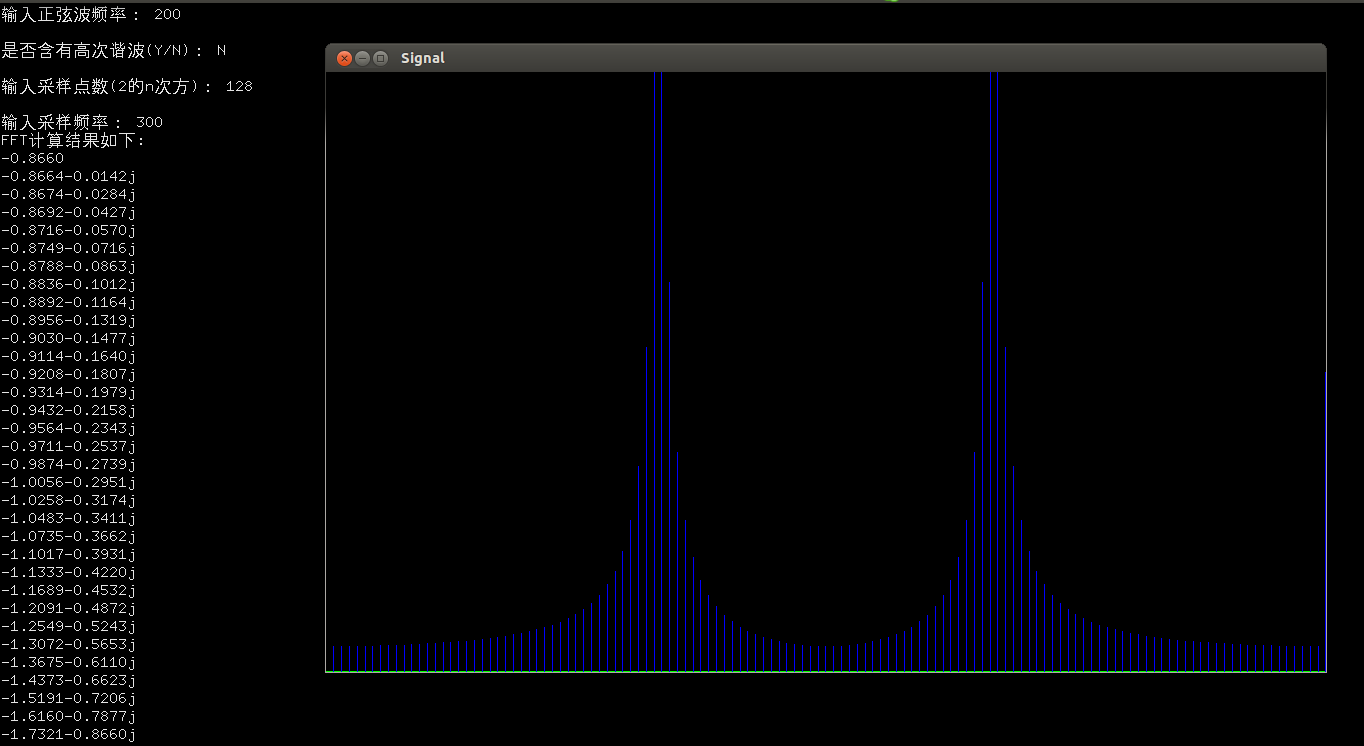 输入正弦波频率： 200
是否含有高次谐波(Y/N)： N
输入采样点数(2的n次方)： 128
输入采样频率： 300
FFT计算结果如下:
-0.8660
-0.8664-0.0142j
-0.8674-0.0284j
-0.8692-0.0427j
-0.8716-0.0570j
-0.8749-0.0716j
-0.8788-0.0863j
-0.8836-0.1012j
-0.8892-0.1164j
-0.8956-0.1319j
-0.9030-0.1477j
-0.9114-0.1640j
-0.9208-0.1807j
-0.9314-0.1979j
-0.9432-0.2158j
-0.9564-0.2343j
-0.9711-0.2537j
-0.9874-0.2739j
-1.0056-0.2951j
-1.0258-0.3174j
-1.0483-0.3411j
-1.0735-0.3662j
-1.1017-0.3931j
-1.1333-0.4220j
-1.1689-0.4532j
-1.2091-0.4872j
-1.2549-0.5243j
-1.3072-0.5653j
-1.3675-0.6110j
-1.4373-0.6623j
-1.5191-0.7206j
-1.6160-0.7877j
-1.7321-0.8660j
Signal